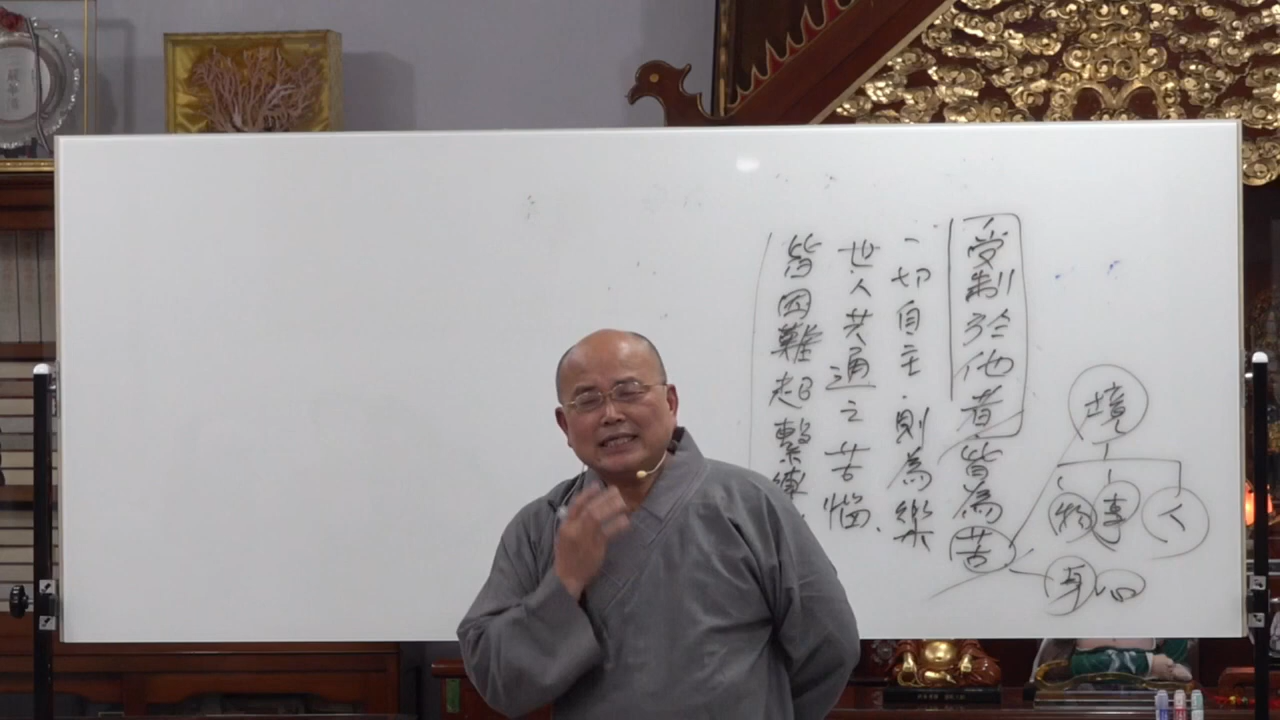 受制於他者皆為苦
一切自主則為樂
世人共通之苦惱、
皆因難起繫縛
境
物 事 人
身 心